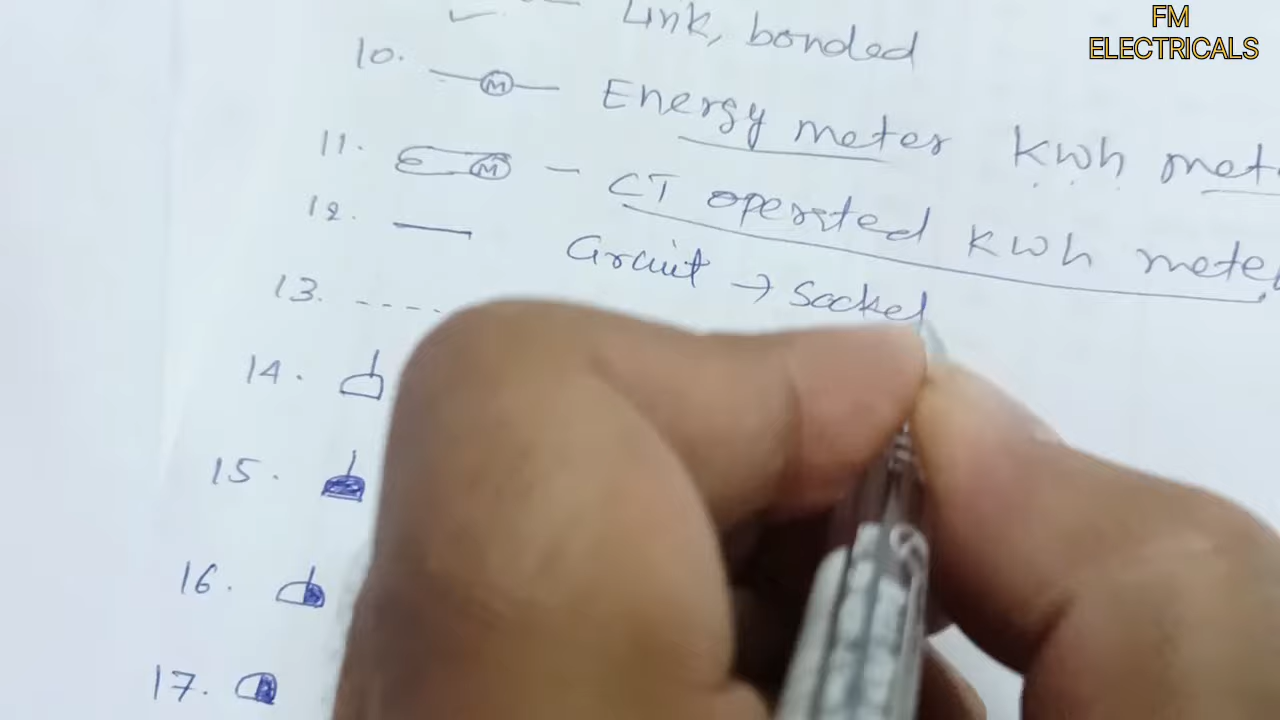 FM
ELECTRICALS
Link, bonded
10. M Energy meter Kwh met
11. M - CT operated KWh meter
12. Circuit → Socket
13.
14.
15.
16.
17.